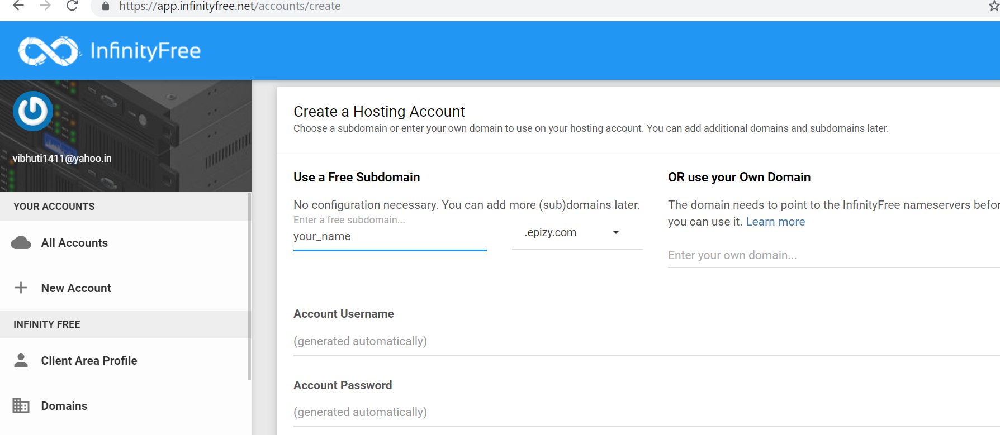 https://app.infinityfree.net/accounts/create
InfinityFree
vibhuti1411@yahoo.in
YOUR ACCOUNTS
All Accounts
New Account
INFINITY FREE
Client Area Profile
Domains
Create a Hosting Account
Choose a subdomain or enter your own domain to use on your hosting account. You can add additional domains and subdomains later.
Use a Free Subdomain
No configuration necessary. You can add more (sub)domains later.
Enter a free subdomain...
your_name
.epizy.com
OR use your Own Domain
The domain needs to point to the InfinityFree nameservers befor
you can use it. Learn more
Enter your own domain...
Account Username
(generated automatically)
Account Password
(generated automatically)